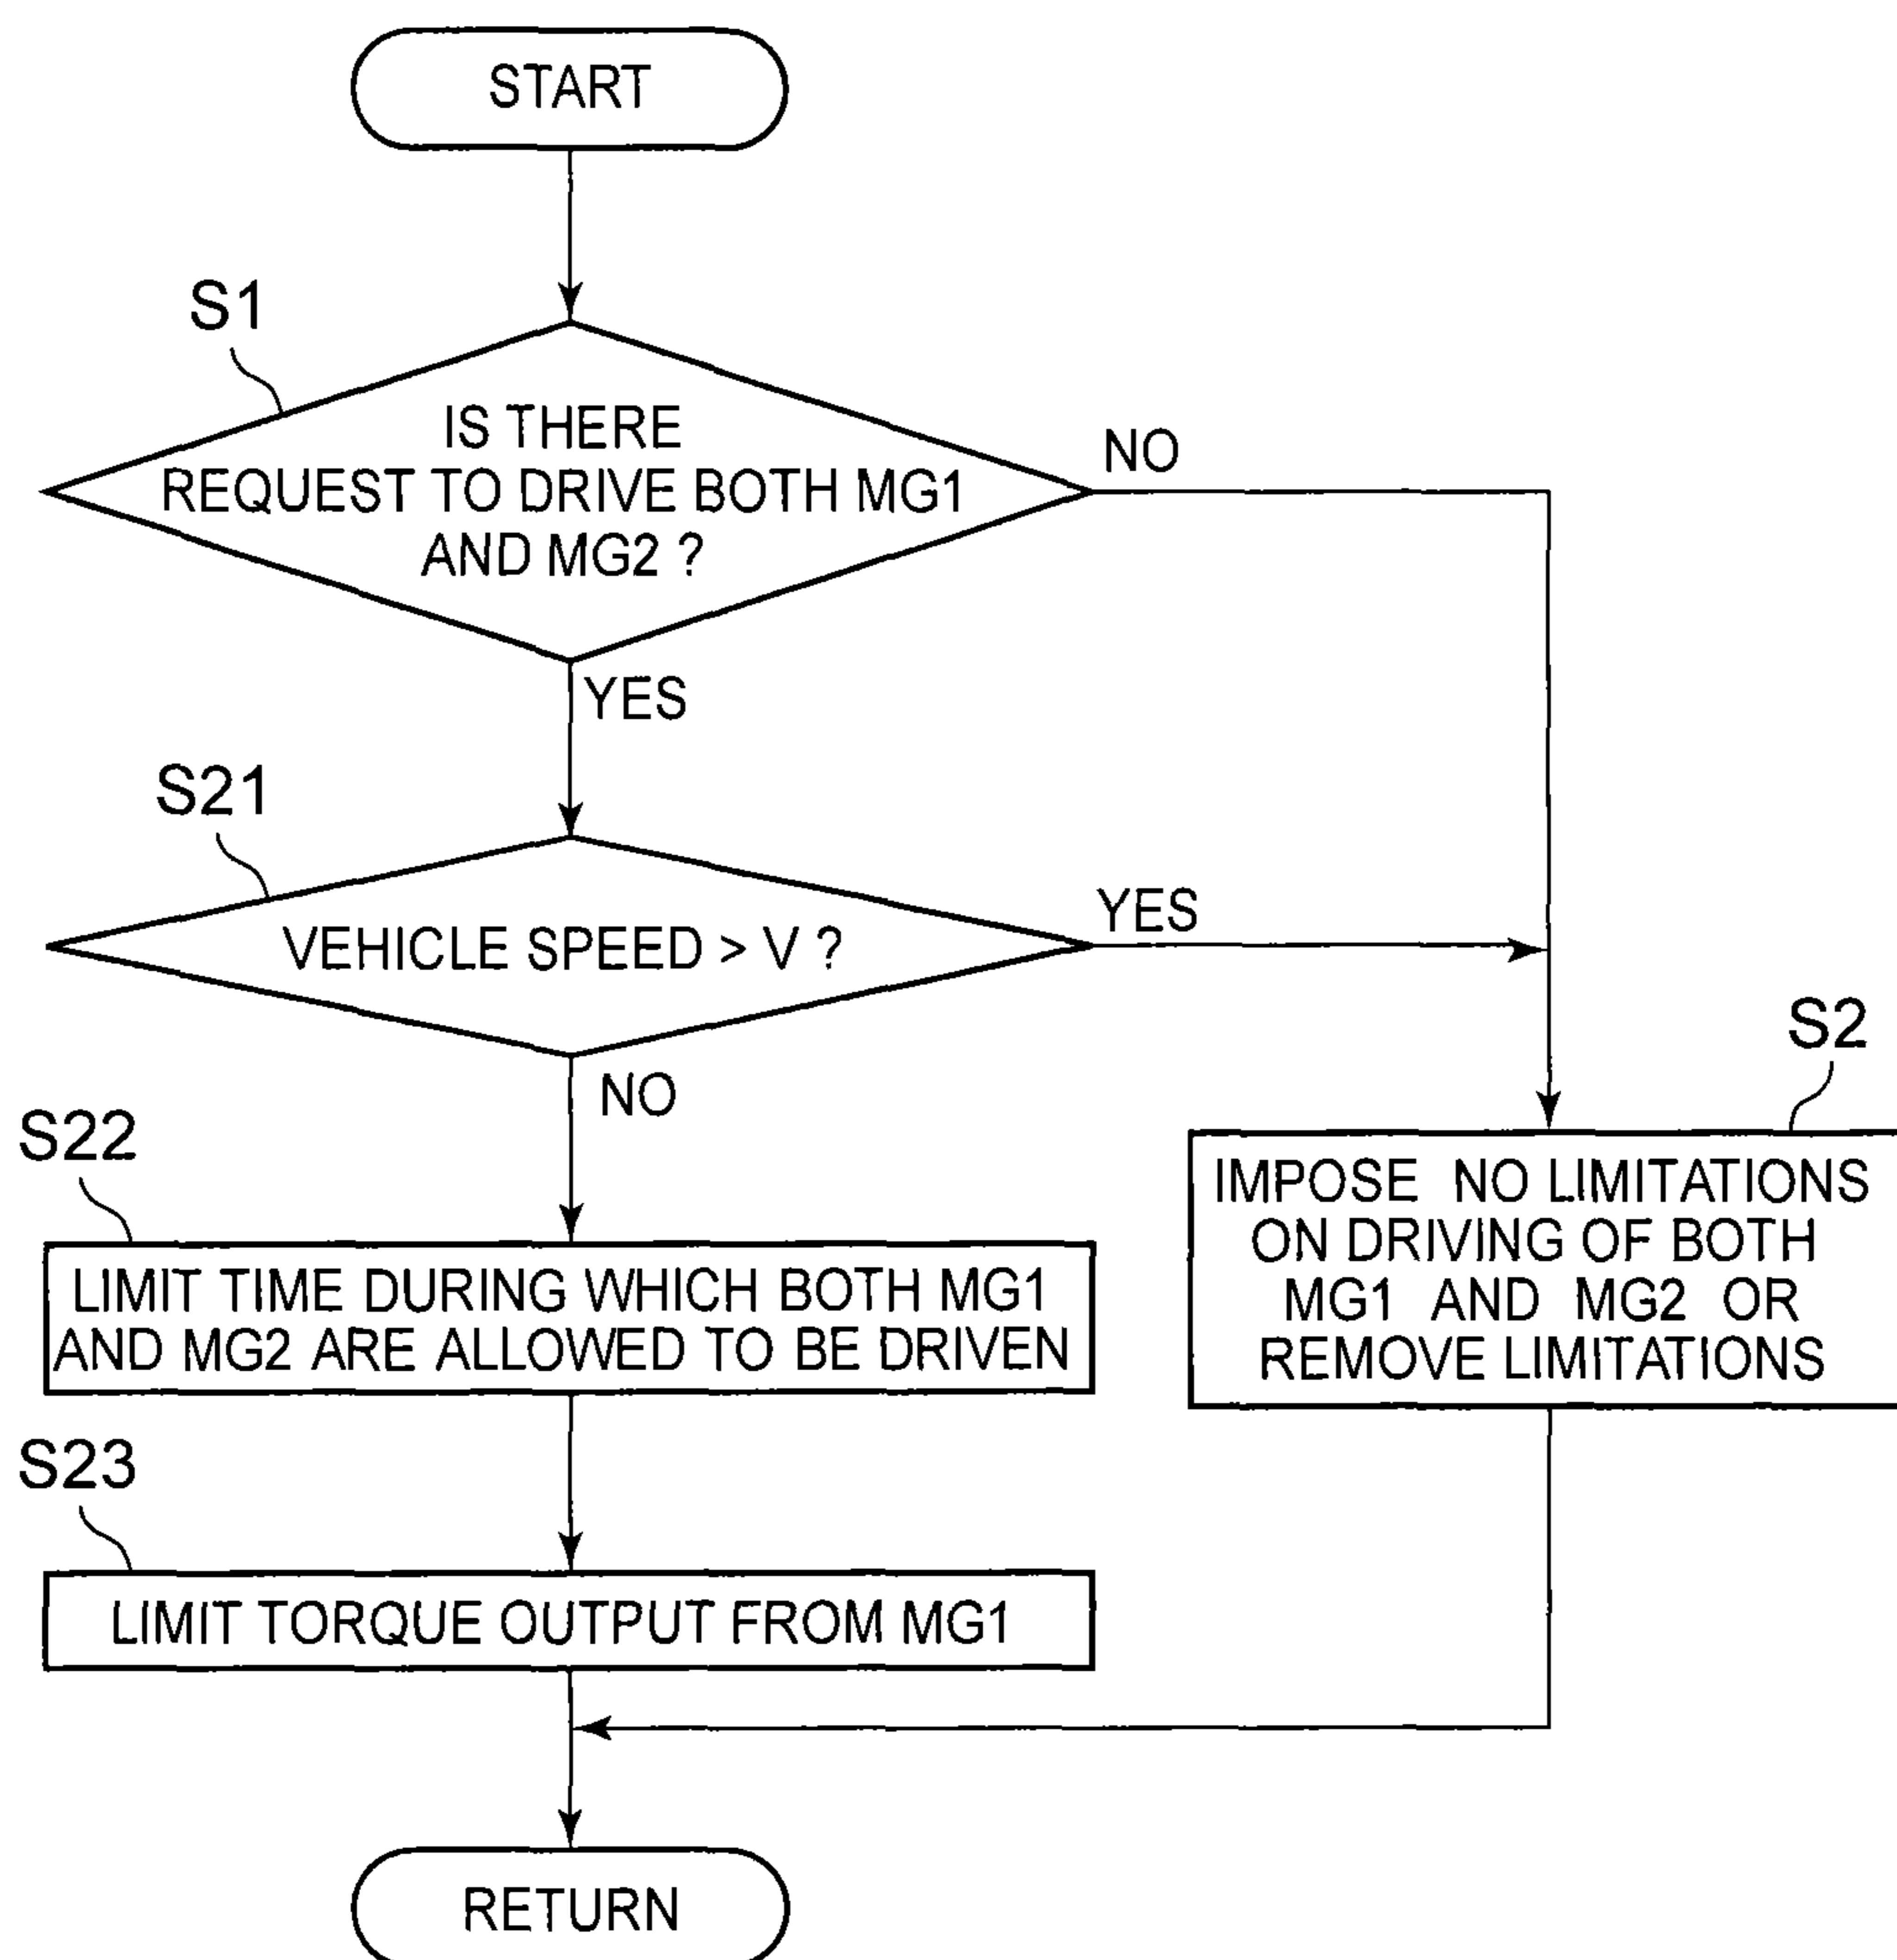 START
S1
IS THERE
REQUEST TO DRIVE BOTH MG1
AND MG2 ?
NO
YES
S21
VEHICLE SPEED > V ?
YES
NO
S2
IMPOSE NO LIMITATIONS
ON DRIVING OF BOTH
MG1 AND MG2 OR
REMOVE LIMITATIONS
S22
LIMIT TIME DURING WHICH BOTH MG1
AND MG2 ARE ALLOWED TO BE DRIVEN
S23
LIMIT TORQUE OUTPUT FROM MG1
RETURN